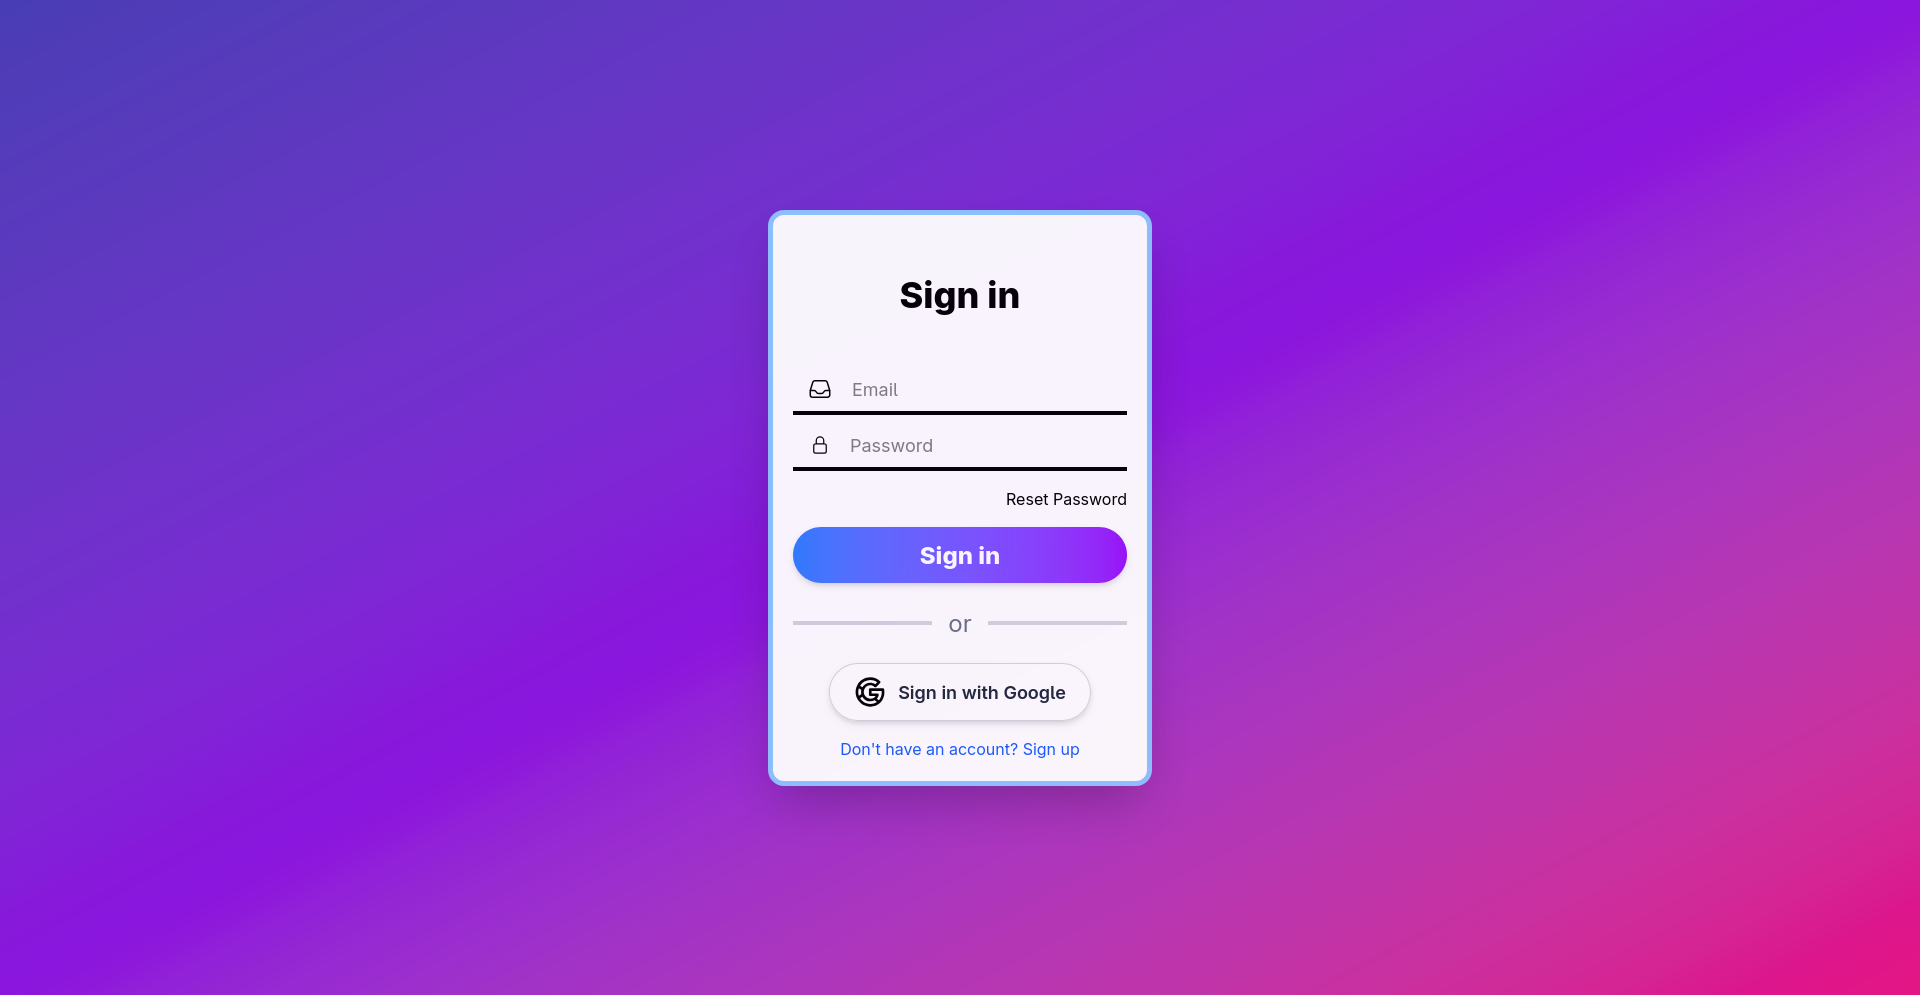 Sign in
Email
Password
Reset Password
Sign in
or
Sign in with Google
Don't have an account? Sign up